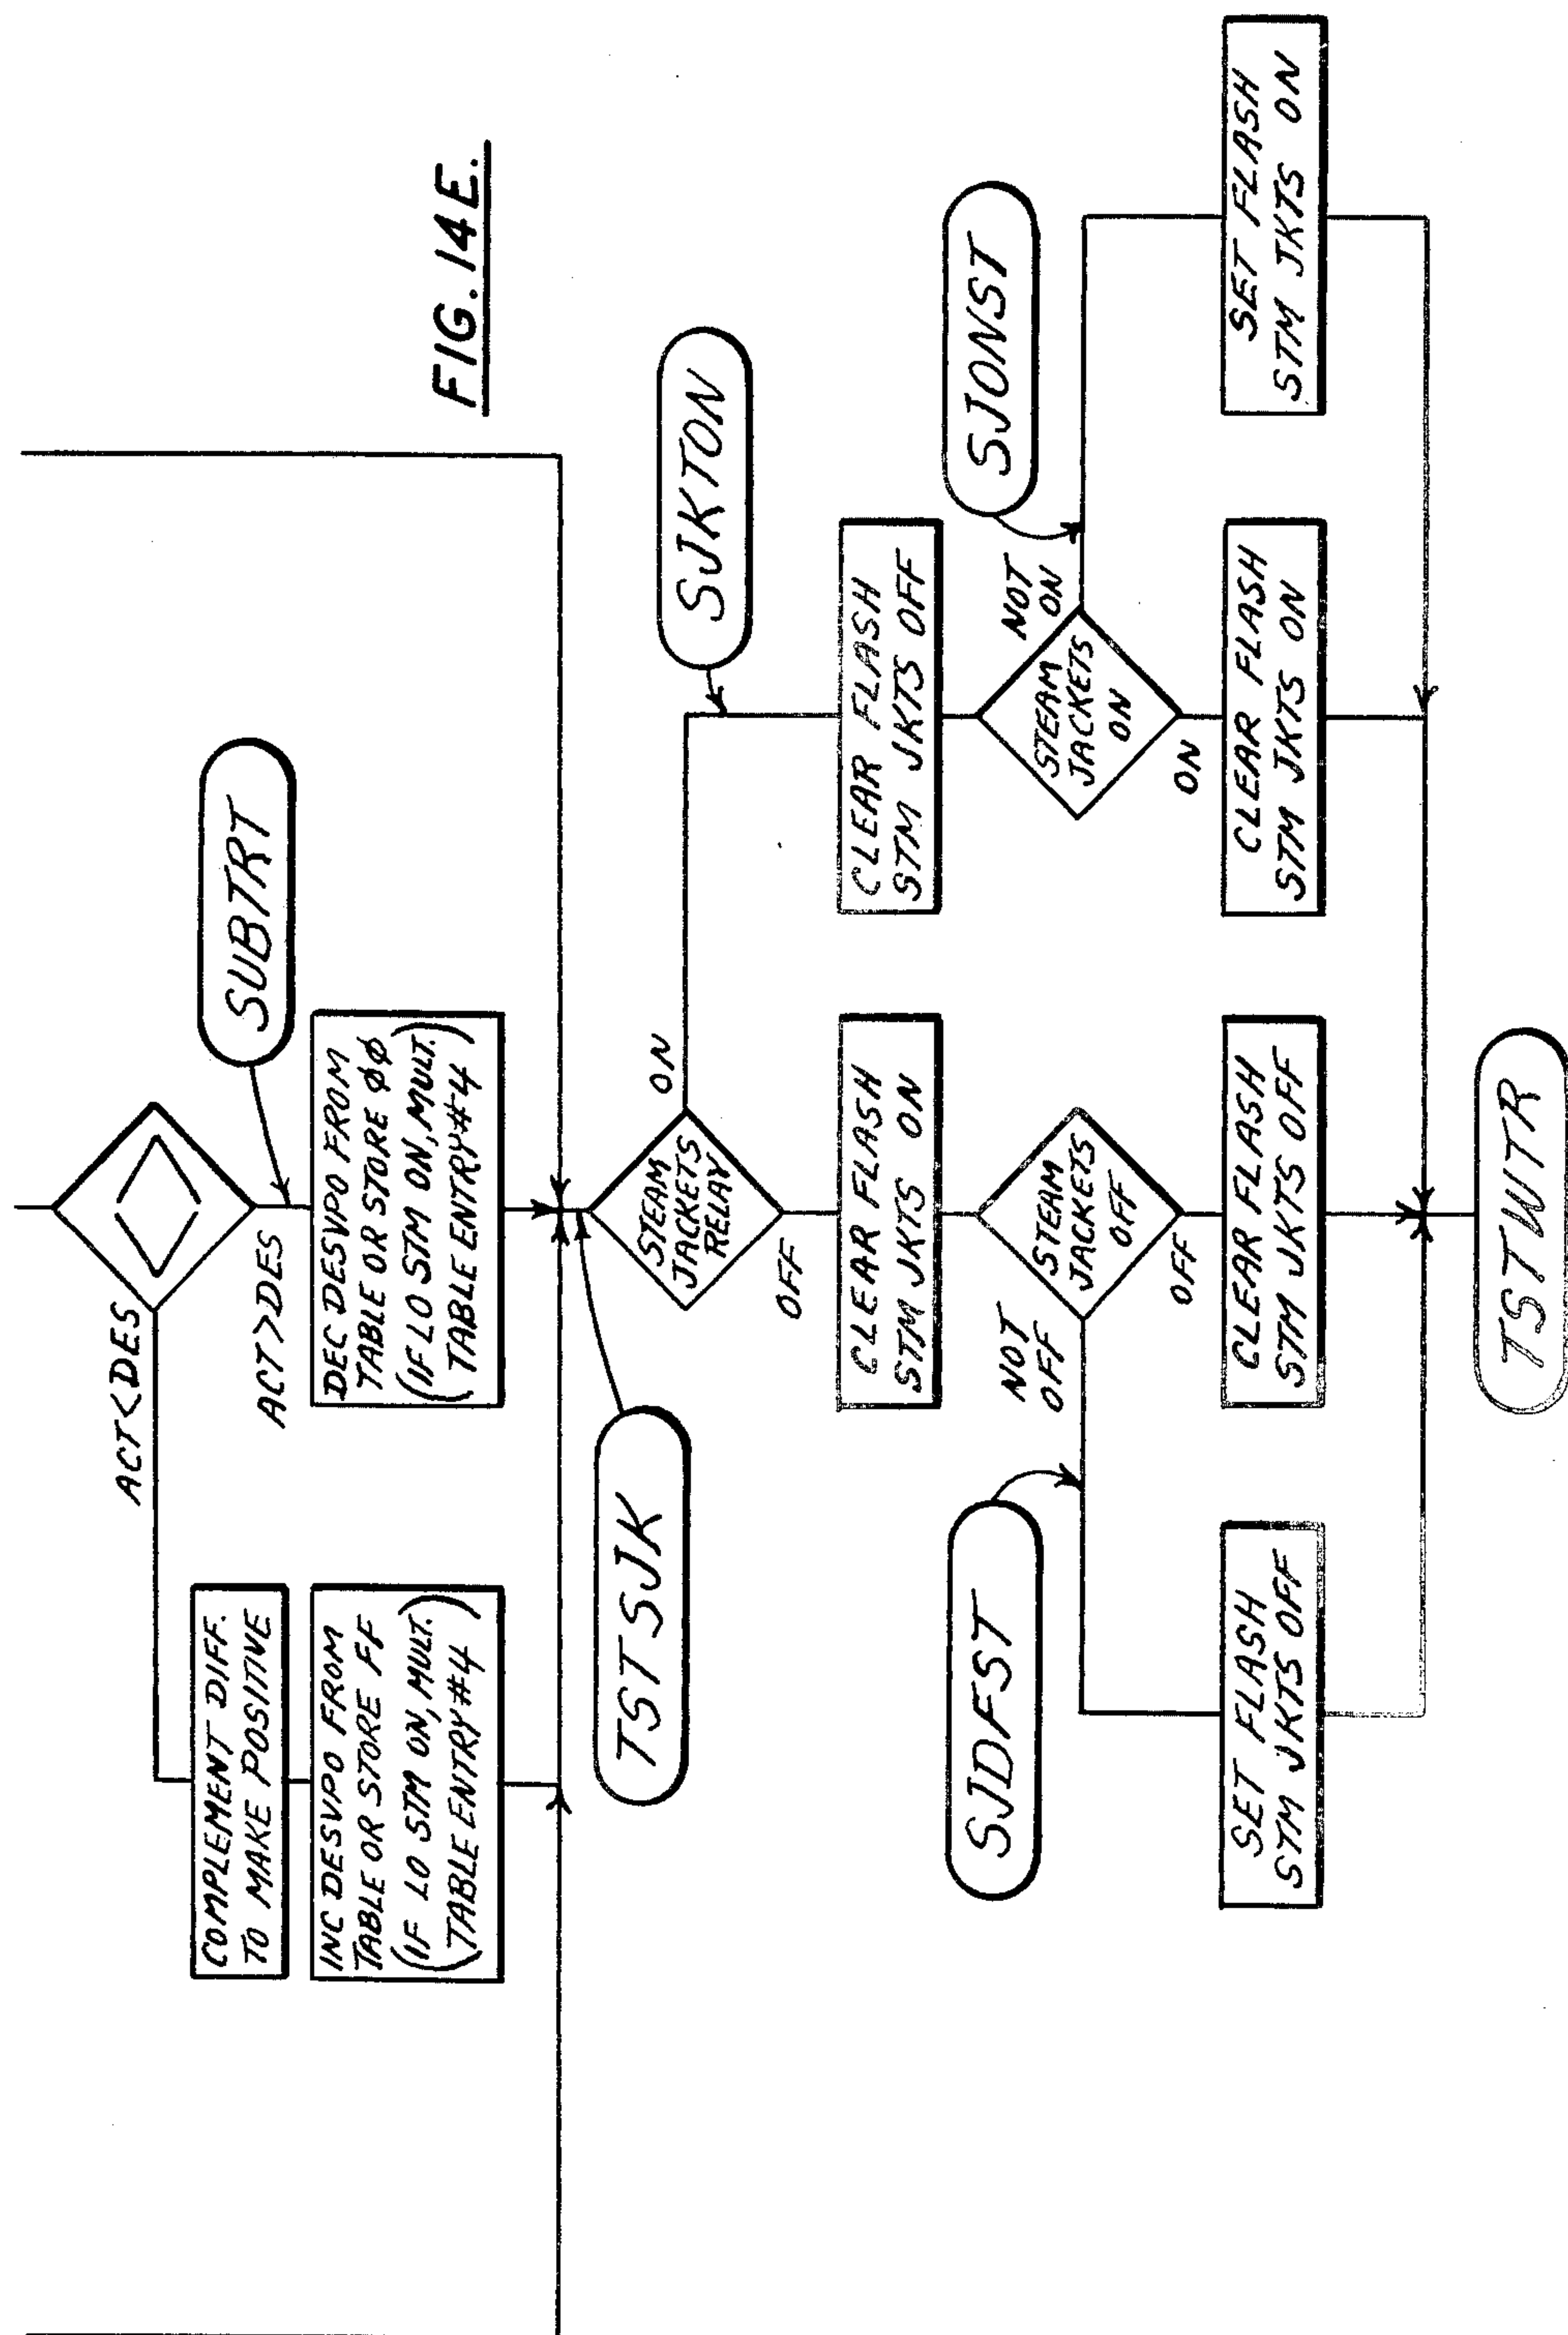 FIG. 14E.
< >
ACT<DES
ACT>DES
SUBTRT
COMPLEMENT DIFF.
TO MAKE POSITIVE
INC DESVPO FROM
TABLE OR STORE FF
(IF LO STM ON, MULT.)
(TABLE ENTRY #4)
DEC DESVPO FROM
TABLE OR STORE ØØ
(IF LO STM ON, MULT.)
(TABLE ENTRY #4)
TSTSJK
STEAM
JACKETS
RELAY
ON
OFF
SJKTON
CLEAR FLASH
STM JKTS ON
CLEAR FLASH
STM JKTS OFF
SJDFST
NOT
OFF
STEAM
JACKETS
OFF
OFF
STEAM
JACKETS
ON
NOT
ON
ON
SJONST
SET FLASH
STM JKTS OFF
CLEAR FLASH
STM JKTS OFF
CLEAR FLASH
STM JKTS ON
SET FLASH
STM JKTS ON
TSTWTR